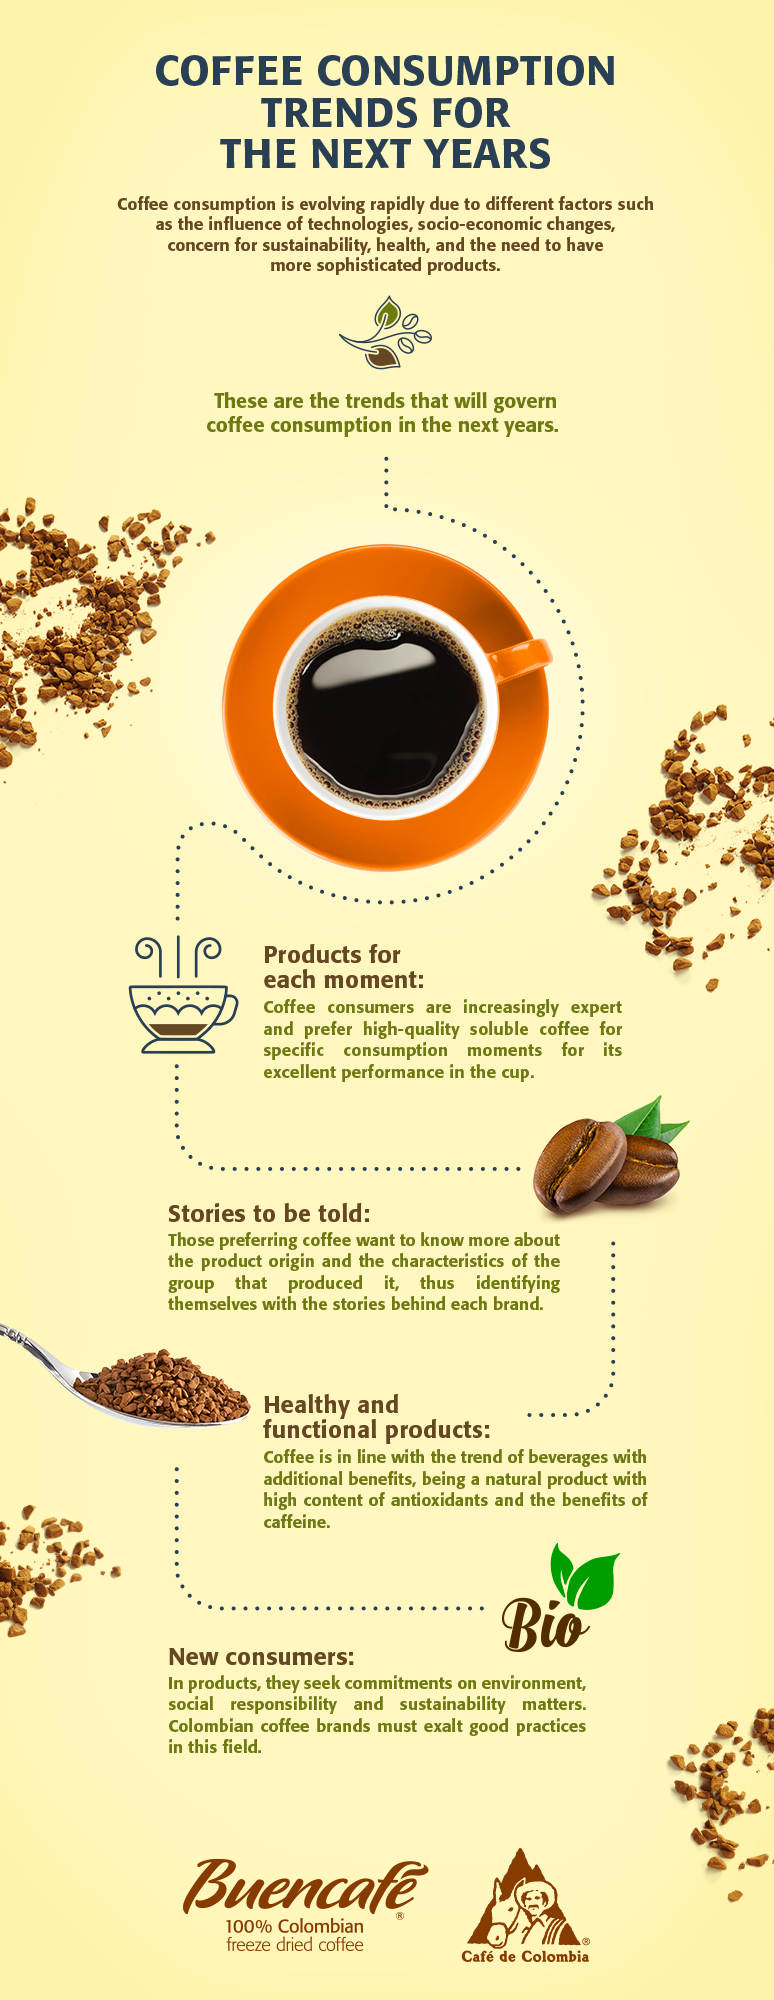 COFFEE CONSUMPTION
TRENDS FOR
THE NEXT YEARS
Coffee consumption is evolving rapidly due to different factors such
as the influence of technologies, socio-economic changes,
concern for sustainability, health, and the need to have
more sophisticated products.
These are the trends that will govern
coffee consumption in the next years.
Products for
each moment:
Coffee consumers are increasingly expert
and prefer high-quality soluble coffee for
specific consumption moments for its
excellent performance in the cup.
Stories to be told:
Those preferring coffee want to know more about
the product origin and the characteristics of the
group that produced it, thus identifying
themselves with the stories behind each brand.
Healthy and
functional products:
Coffee is in line with the trend of beverages with
additional benefits, being a natural product with
high content of antioxidants and the benefits of
caffeine.
Bio
New consumers:
In products, they seek commitments on environment,
social responsibility and sustainability matters.
Colombian coffee brands must exalt good practices
in this field.
Buencafé®
100% Colombian
freeze dried coffee
®
Café de Colombia